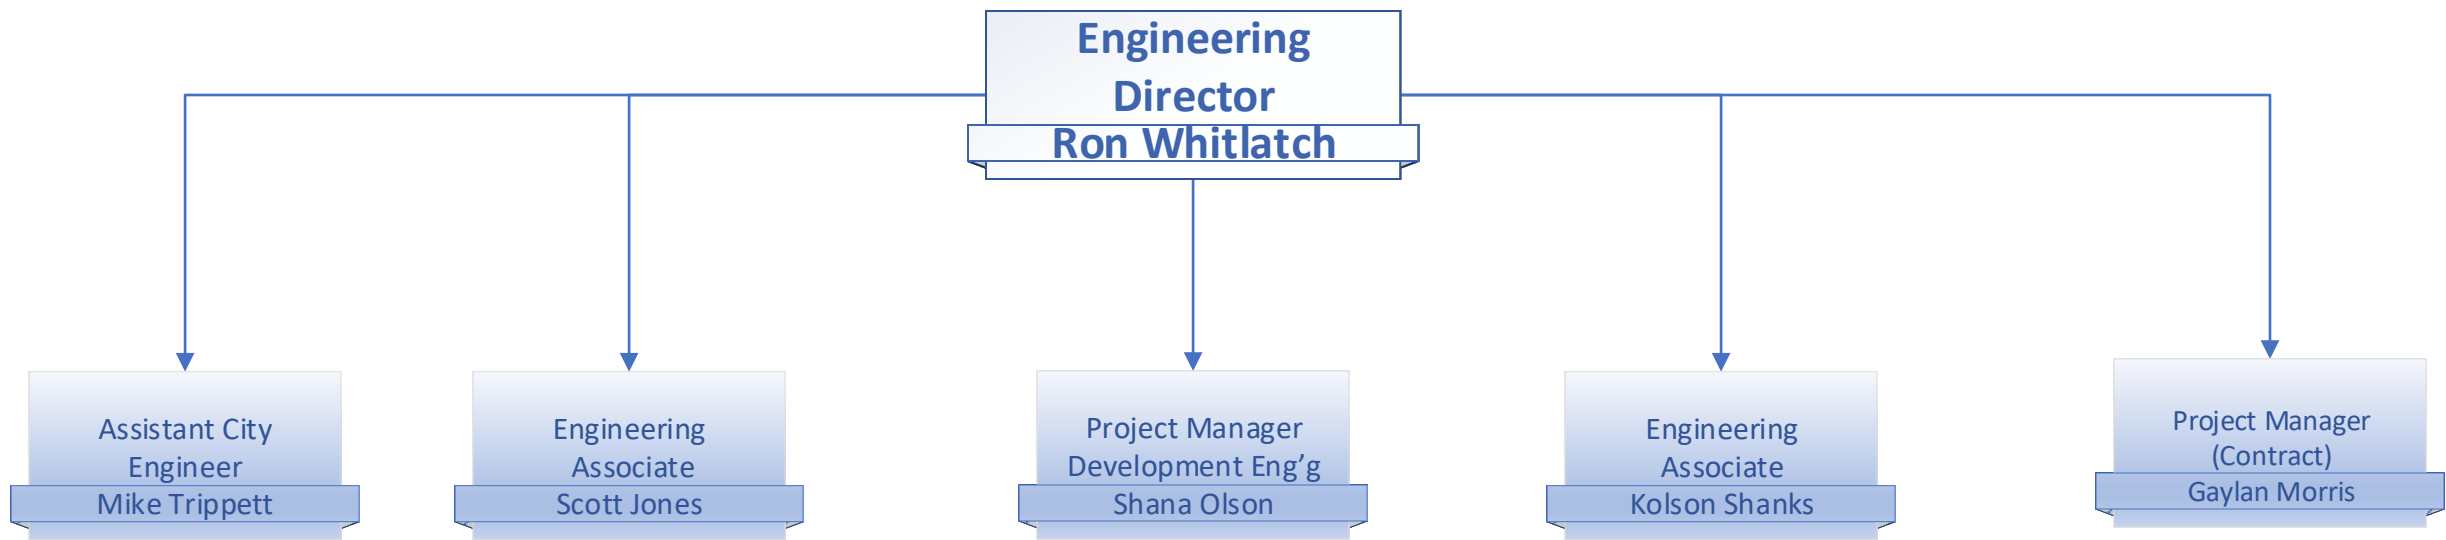 Engineering
Director
Ron Whitlatch
Assistant City
Engineer
Mike Trippett
Engineering
Associate
Scott Jones
Project Manager
Development Eng’g
Shana Olson
Engineering
Associate
Kolson Shanks
Project Manager
(Contract)
Gaylan Morris